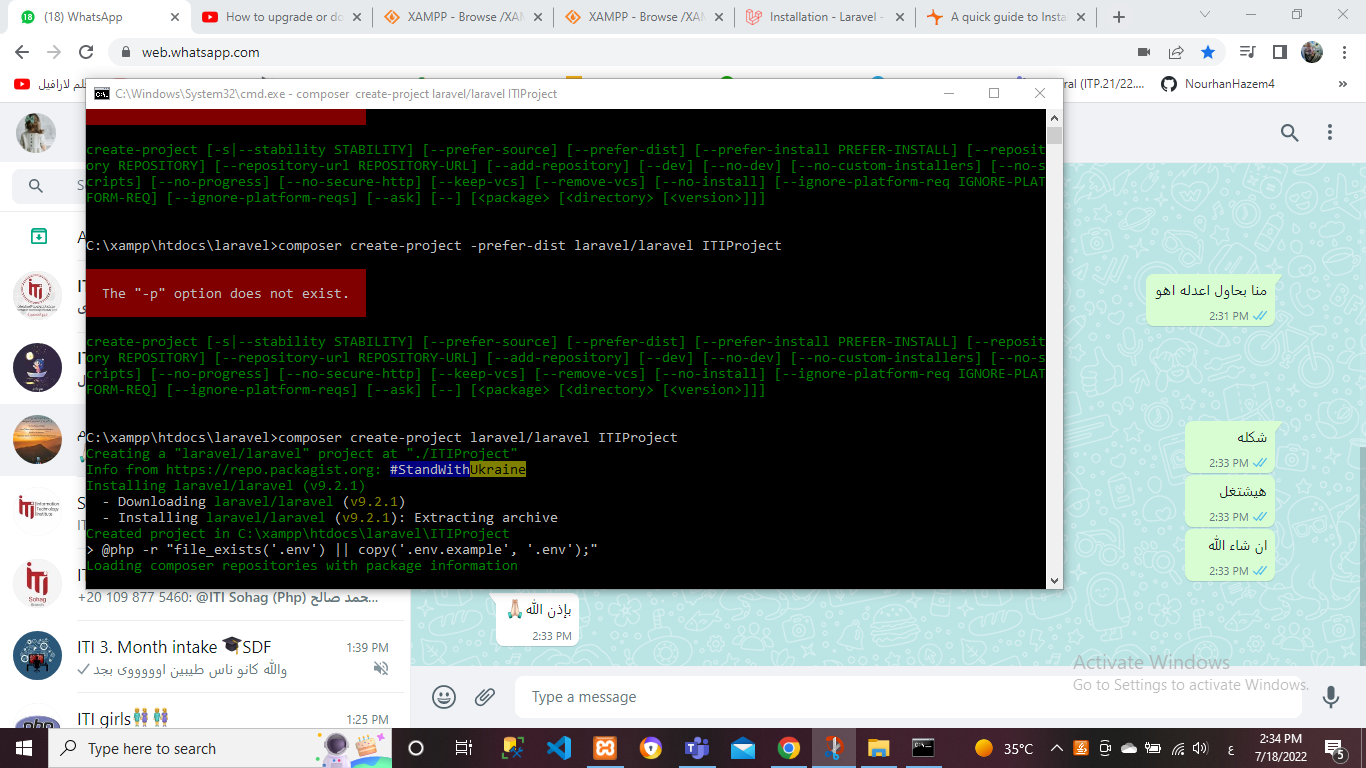 (18) WhatsApp
How to upgrade or do
XAMPP - Browse /XAM
XAMPP - Browse /XAM
Installation - Laravel -
A quick guide to Insta
web.whatsapp.com
لم لارافيل
ral (ITP.21/22....
NourhanHazem4
C:\Windows\System32\cmd.exe - composer create-project laravel/laravel ITIProject
create-project [-s|--stability STABILITY] [--prefer-source] [--prefer-dist] [--prefer-install PREFER-INSTALL] [--reposit
ory REPOSITORY] [--repository-url REPOSITORY-URL] [--add-repository] [--dev] [--no-dev] [--no-custom-installers] [--no-s
cripts] [--no-progress] [--no-secure-http] [--keep-vcs] [--remove-vcs] [--no-install] [--ignore-platform-req IGNORE-PLAT
FORM-REQ] [--ignore-platform-reqs] [--ask] [--] [<package> [<directory> [<version>]]]
C:\xampp\htdocs\laravel>composer create-project -prefer-dist laravel/laravel ITIProject
The "-p" option does not exist.
create-project [-s|--stability STABILITY] [--prefer-source] [--prefer-dist] [--prefer-install PREFER-INSTALL] [--reposit
ory REPOSITORY] [--repository-url REPOSITORY-URL] [--add-repository] [--dev] [--no-dev] [--no-custom-installers] [--no-s
cripts] [--no-progress] [--no-secure-http] [--keep-vcs] [--remove-vcs] [--no-install] [--ignore-platform-req IGNORE-PLAT
FORM-REQ] [--ignore-platform-reqs] [--ask] [--] [<package> [<directory> [<version>]]]
C:\xampp\htdocs\laravel>composer create-project laravel/laravel ITIProject
Creating a "laravel/laravel" project at "./ITIProject"
Info from https://repo.packagist.org: #StandWithUkraine
Installing laravel/laravel (v9.2.1)
- Downloading laravel/laravel (v9.2.1)
- Installing laravel/laravel (v9.2.1): Extracting archive
Created project in C:\xampp\htdocs\laravel\ITIProject
> @php -r "file_exists('.env') || copy('.env.example', '.env');"
Loading composer repositories with package information
منا بحاول اعدله اهو
2:31 PM
شكله
2:33 PM
هيشتغل
2:33 PM
ان شاء الله
2:33 PM
بإذن الله🙏🏻
2:33 PM
+20 109 877 5460: @ITI Sohag (Php) محمد صالح...
ITI 3. Month intake 🎓SDF
1:39 PM
والله كانو ناس طيبين اووووووى بجد
ITI girls👭👭
1:25 PM
Type a message
Activate Windows
Go to Settings to activate Windows.
Type here to search
35°C
ع
2:34 PM
7/18/2022
5